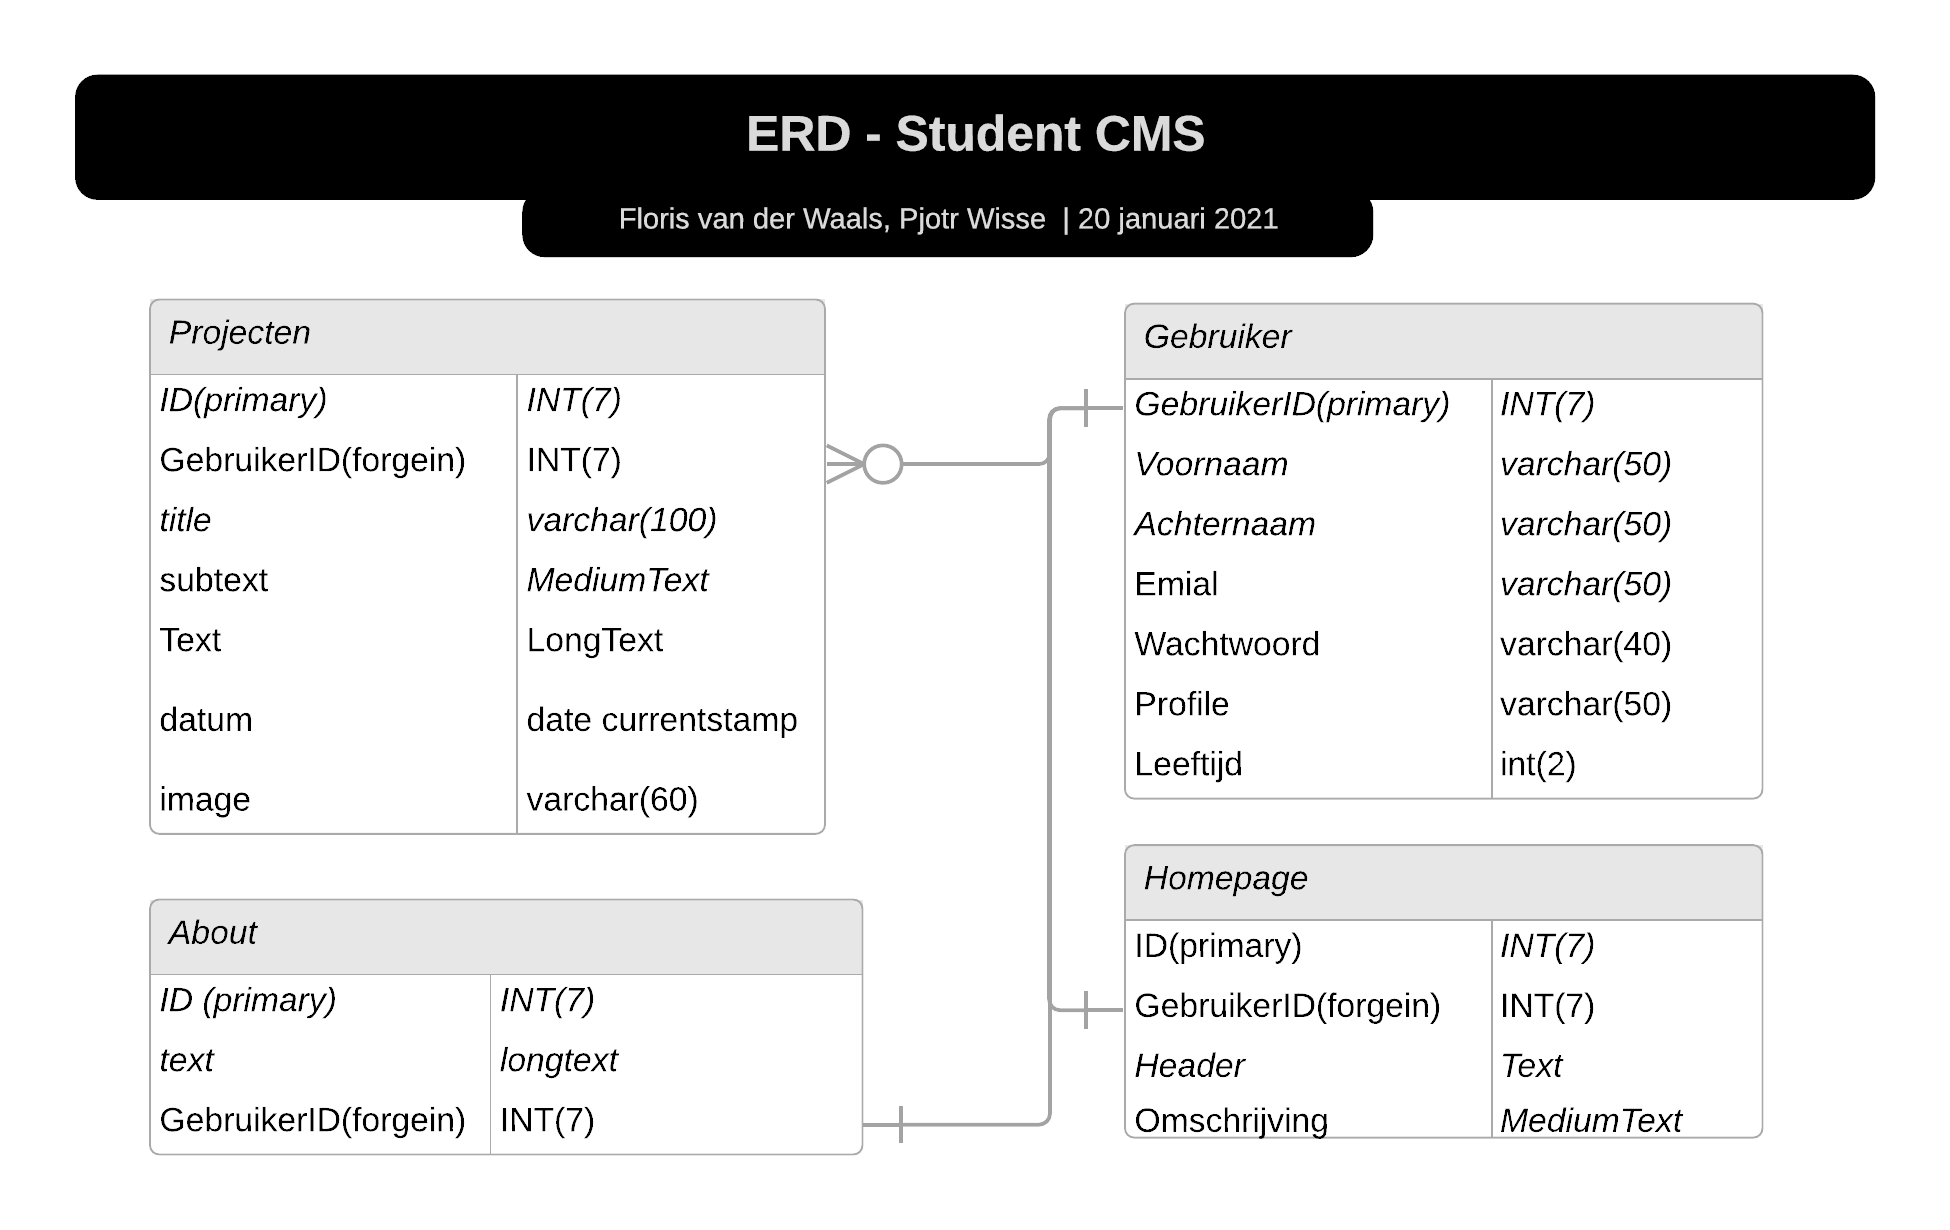 ERD - Student CMS
Floris van der Waals, Pjotr Wisse | 20 januari 2021
Projecten
ID(primary) INT(7)
GebruikerID(forgein) INT(7)
title varchar(100)
subtext MediumText
Text LongText
datum date currentstamp
image varchar(60)
Gebruiker
GebruikerID(primary) INT(7)
Voornaam varchar(50)
Achternaam varchar(50)
Emial varchar(50)
Wachtwoord varchar(40)
Profile varchar(50)
Leeftijd int(2)
About
ID (primary) INT(7)
text longtext
GebruikerID(forgein) INT(7)
Homepage
ID(primary) INT(7)
GebruikerID(forgein) INT(7)
Header Text
Omschrijving MediumText